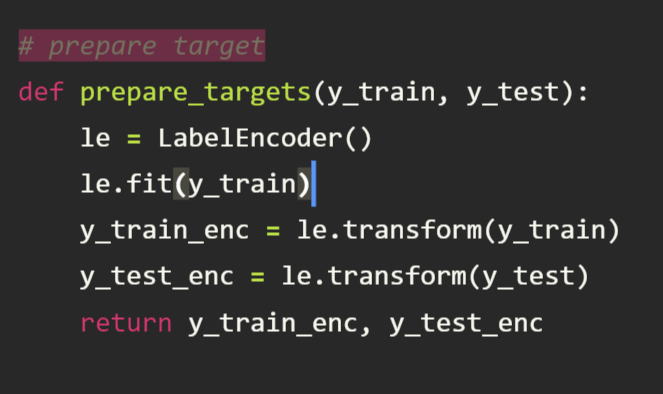 # prepare target
def prepare_targets(y_train, y_test):
    le = LabelEncoder()
    le.fit(y_train)
    y_train_enc = le.transform(y_train)
    y_test_enc = le.transform(y_test)
    return y_train_enc, y_test_enc